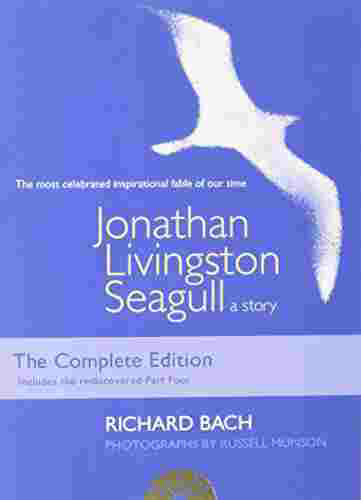 The most celebrated inspirational fable of our time
Jonathan
Livingston
Seagull a story
The Complete Edition
Includes the rediscovered Part Four
RICHARD BACH
PHOTOGRAPHS BY RUSSELL MUNSON